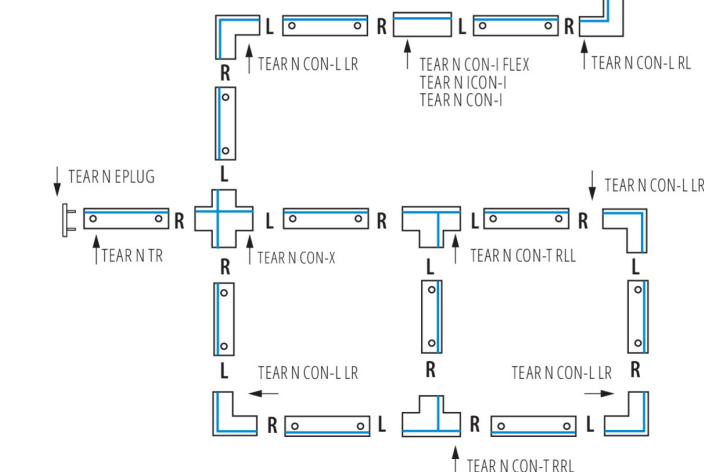 L R L R
TEAR N CON-L LR
TEAR N CON-I FLEX
TEAR N ICON-I
TEAR N CON-I
TEAR N CON-L RL
R
L
TEAR N EPLUG
TEAR N CON-L LR
R L R L R
TEAR N TR
TEAR N CON-X
TEAR N CON-T RLL
R L L
L R R
TEAR N CON-L LR
TEAR N CON-L LR
R L R L
TEAR N CON-T RRL